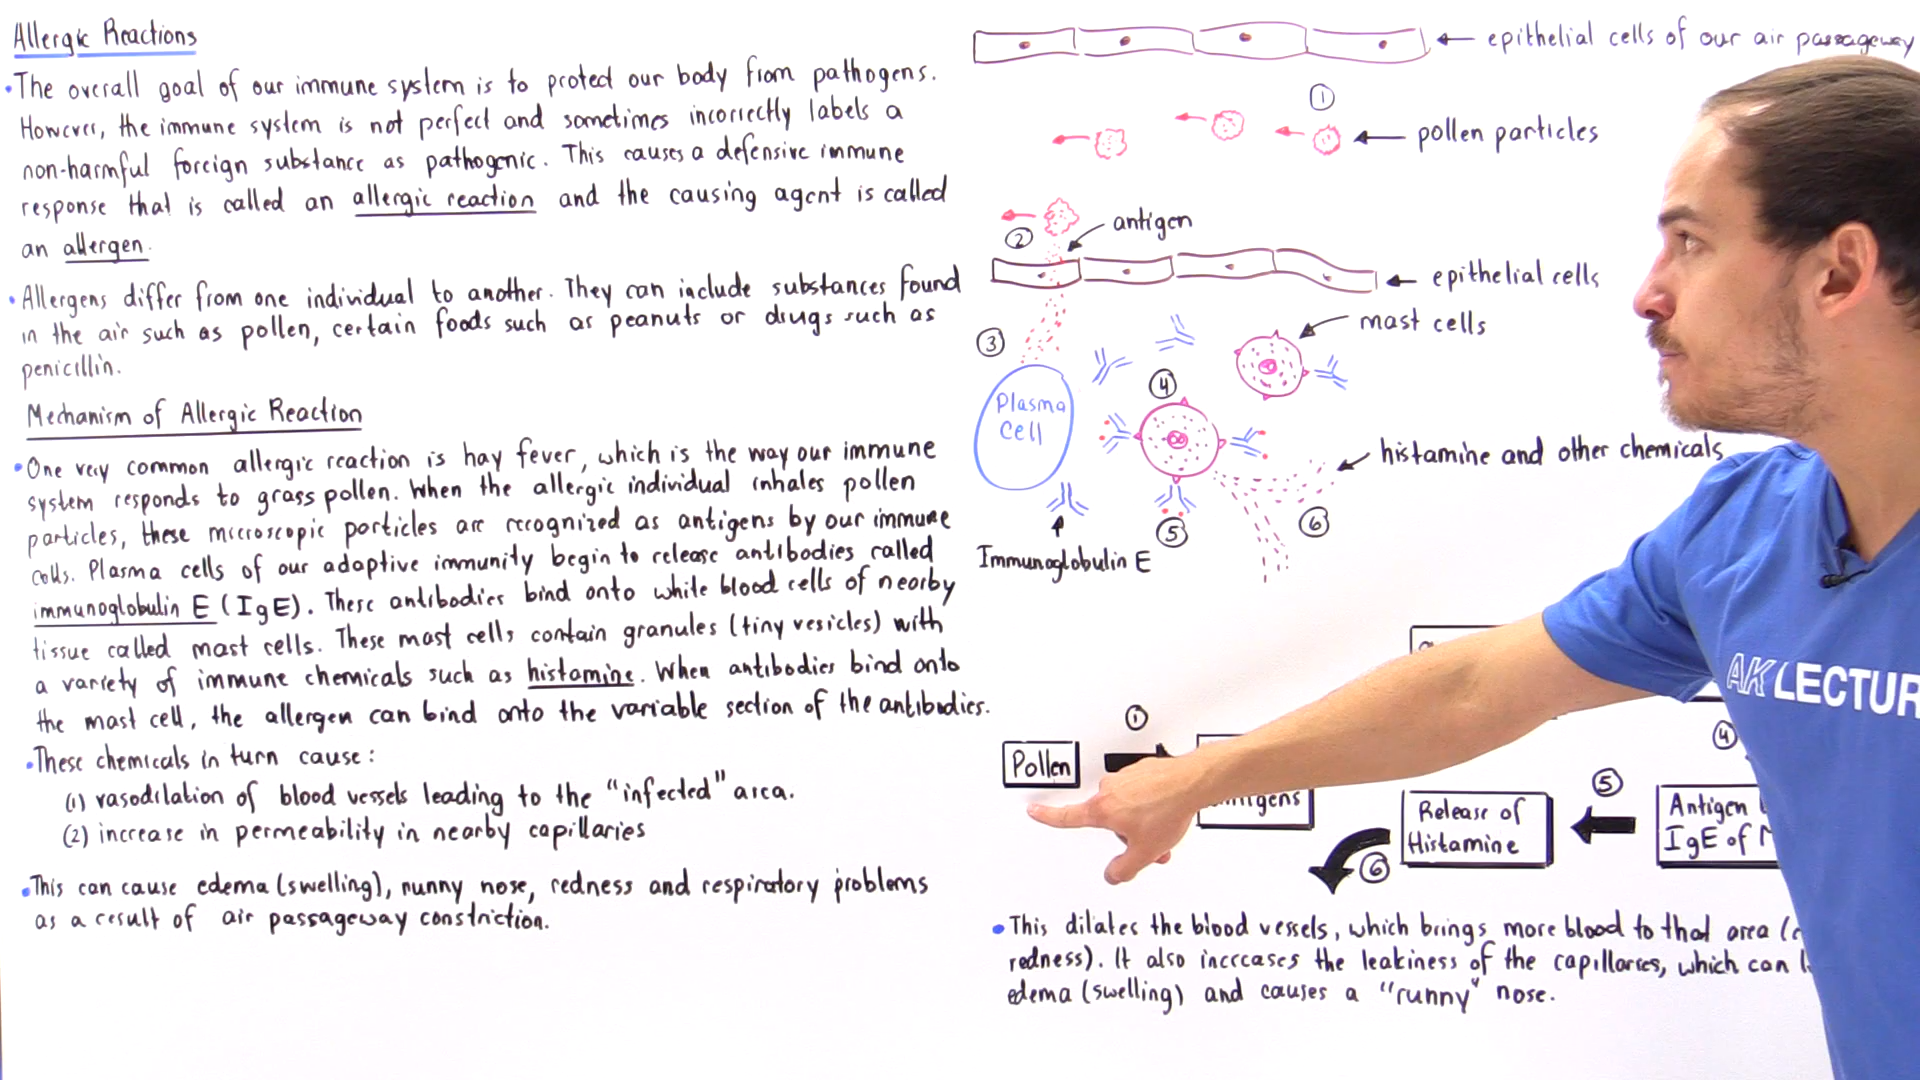 Allergic Reactions
• The overall goal of our immune system is to protect our body from pathogens.
However, the immune system is not perfect and sometimes incorrectly labels a
non-harmful foreign substance as pathogenic. This causes a defensive immune
response that is called an allergic reaction and the causing agent is called
an allergen.
• Allergens differ from one individual to another. They can include substances found
in the air such as pollen, certain foods such as peanuts or drugs such as
penicillin.
Mechanism of Allergic Reaction
• One very common allergic reaction is hay fever, which is the way our immune
system responds to grass pollen. When the allergic individual inhales pollen
particles, these microscopic particles are recognized as antigens by our immune
cells. Plasma cells of our adaptive immunity begin to release antibodies called
immunoglobulin E (IgE). These antibodies bind onto white blood cells of nearby
tissue called mast cells. These mast cells contain granules (tiny vesicles) with
a variety of immune chemicals such as histamine. When antibodies bind onto
the mast cell, the allergen can bind onto the variable section of the antibodies.
• These chemicals in turn cause:
(1) vasodilation of blood vessels leading to the "infected" area.
(2) increase in permeability in nearby capillaries
• This can cause edema (swelling), runny nose, redness and respiratory problems
as a result of air passageway constriction.
epithelial cells of our air passageway
1
pollen particles
2
antigen
epithelial cells
mast cells
3
4
Plasma
Cell
histamine and other chemicals
5
6
Immunoglobulin E
1
4
Pollen
5
Release of
Histamine
Antigen
IgE of
6
• This dilates the blood vessels, which brings more blood to that area
redness). It also increases the leakiness of the capillaries, which can
edema (swelling) and causes a "runny" nose.
AK LECTUR